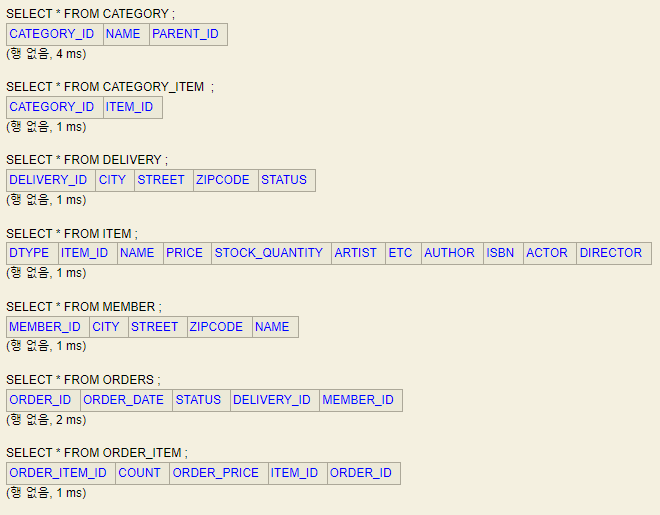 SELECT * FROM CATEGORY ;
CATEGORY_ID NAME PARENT_ID
(행 없음, 4 ms)
SELECT * FROM CATEGORY_ITEM ;
CATEGORY_ID ITEM_ID
(행 없음, 1 ms)
SELECT * FROM DELIVERY ;
DELIVERY_ID CITY STREET ZIPCODE STATUS
(행 없음, 1 ms)
SELECT * FROM ITEM ;
DTYPE ITEM_ID NAME PRICE STOCK_QUANTITY ARTIST ETC AUTHOR ISBN ACTOR DIRECTOR
(행 없음, 1 ms)
SELECT * FROM MEMBER ;
MEMBER_ID CITY STREET ZIPCODE NAME
(행 없음, 1 ms)
SELECT * FROM ORDERS ;
ORDER_ID ORDER_DATE STATUS DELIVERY_ID MEMBER_ID
(행 없음, 2 ms)
SELECT * FROM ORDER_ITEM ;
ORDER_ITEM_ID COUNT ORDER_PRICE ITEM_ID ORDER_ID
(행 없음, 1 ms)